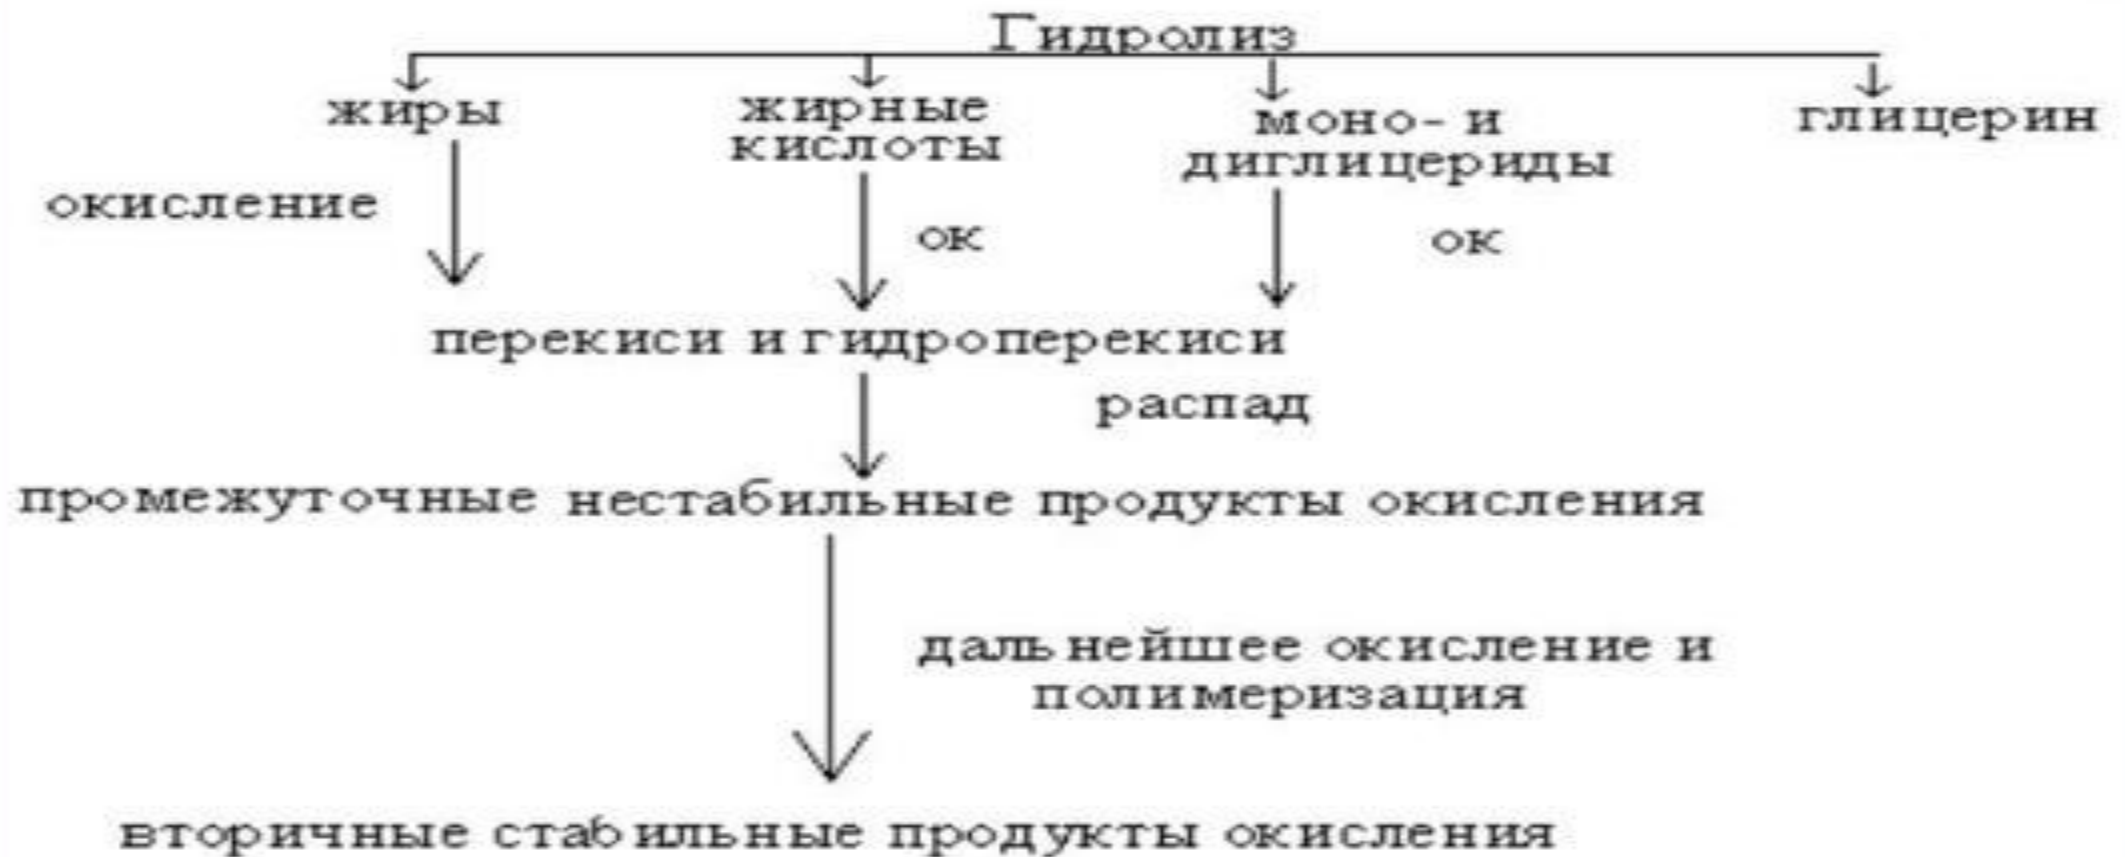 Гидролиз
жиры
жирные
кислоты
моно- и
диглицериды
глицерин
окисление
ок
ок
перекиси и гидроперекиси
распад
промежуточные нестабильные продукты окисления
дальнейшее окисление и
полимеризация
вторичные стабильные продукты окисления